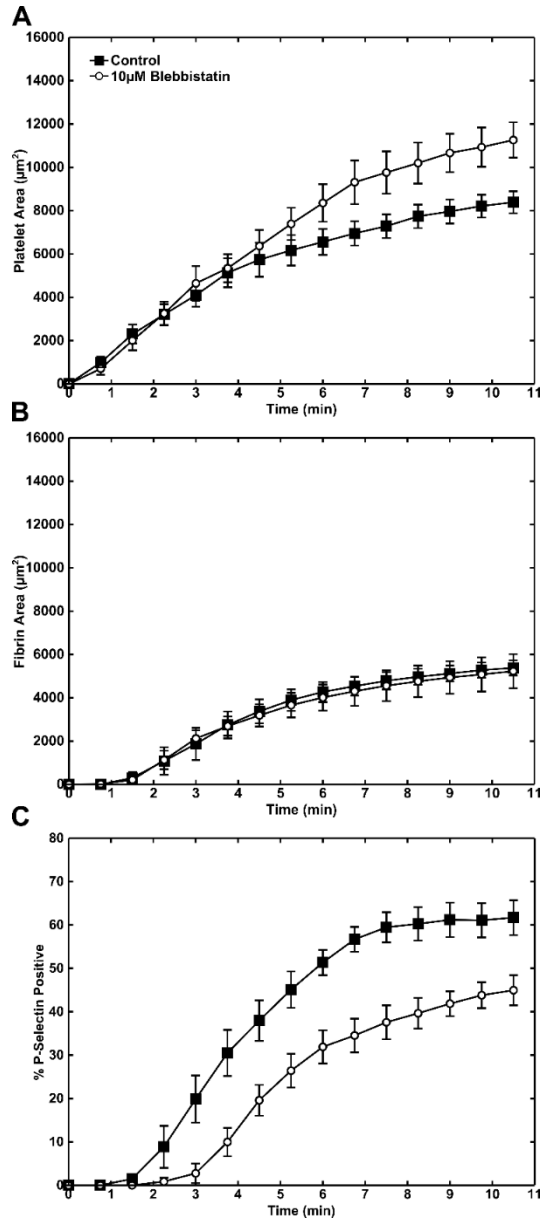 A
16000
14000
12000
10000
8000
6000
4000
2000
0
Platelet Area (µm²)
Control
10µM Blebbistatin
0 1 2 3 4 5 6 7 8 9 10 11
Time (min)
B
16000
14000
12000
10000
8000
6000
4000
2000
0
Fibrin Area (µm²)
0 1 2 3 4 5 6 7 8 9 10 11
Time (min)
C
80
70
60
50
40
30
20
10
0
% P-Selectin Positive
0 1 2 3 4 5 6 7 8 9 10 11
Time (min)